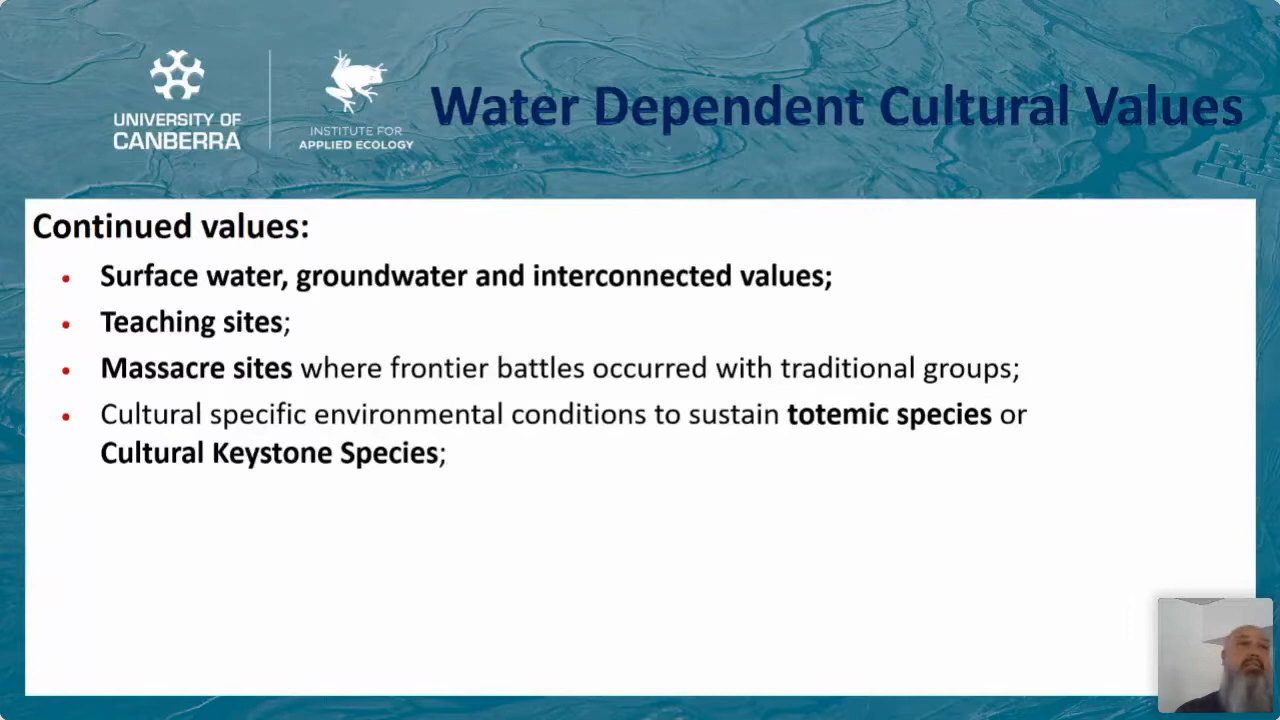 UNIVERSITY OF
CANBERRA
INSTITUTE FOR
APPLIED ECOLOGY
Water Dependent Cultural Values
Continued values:
• Surface water, groundwater and interconnected values;
• Teaching sites;
• Massacre sites where frontier battles occurred with traditional groups;
• Cultural specific environmental conditions to sustain totemic species or
Cultural Keystone Species;